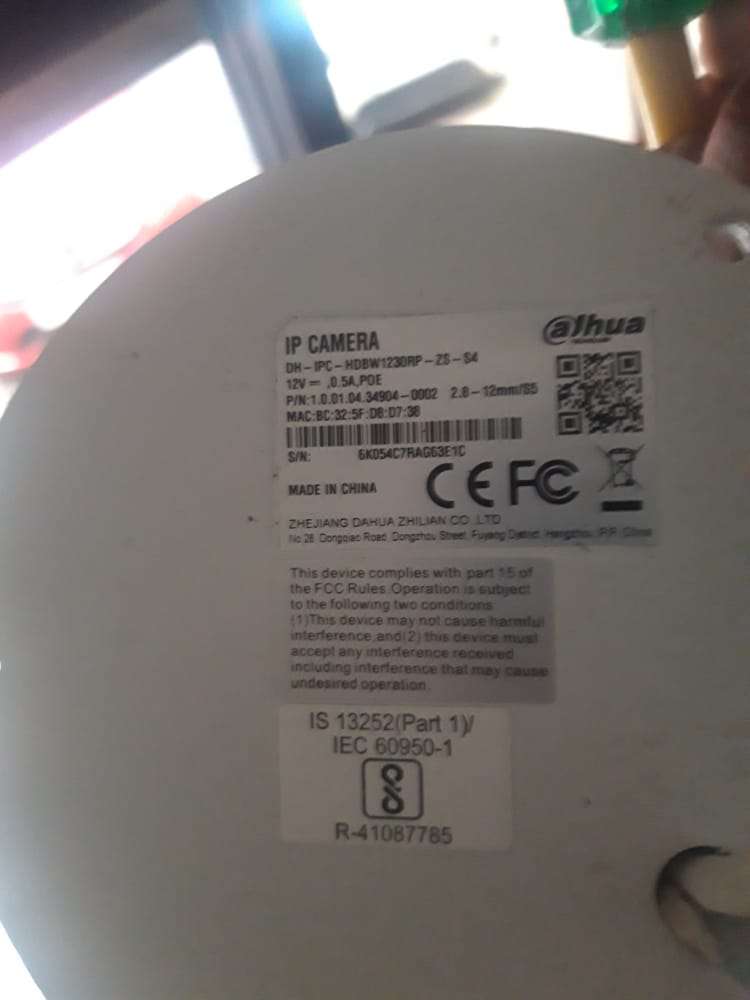 alhua
TECHNOLOGY
IP CAMERA
DH-IPC-HDBW1230RP-ZS-S4
12V⎓,0.5A,POE
P/N:1.0.01.04.34904-0002 2.8-12mm/S5
MAC:BC:32:5F:D8:D7:38
S/N: 6K054C7RAG63E1C
MADE IN CHINA
CE FC
ZHEJIANG DAHUA ZHILIAN CO.,LTD
No.28, Dongqiao Road, Dongzhou Street, Fuyang District, Hangzhou, P.R. China
This device complies with part 15 of
the FCC Rules.Operation is subject
to the following two conditions
(1)This device may not cause harmful
interference,and(2) this device must
accept any interference received
including interference that may cause
undesired operation.
IS 13252(Part 1)/
IEC 60950-1
R-41087785